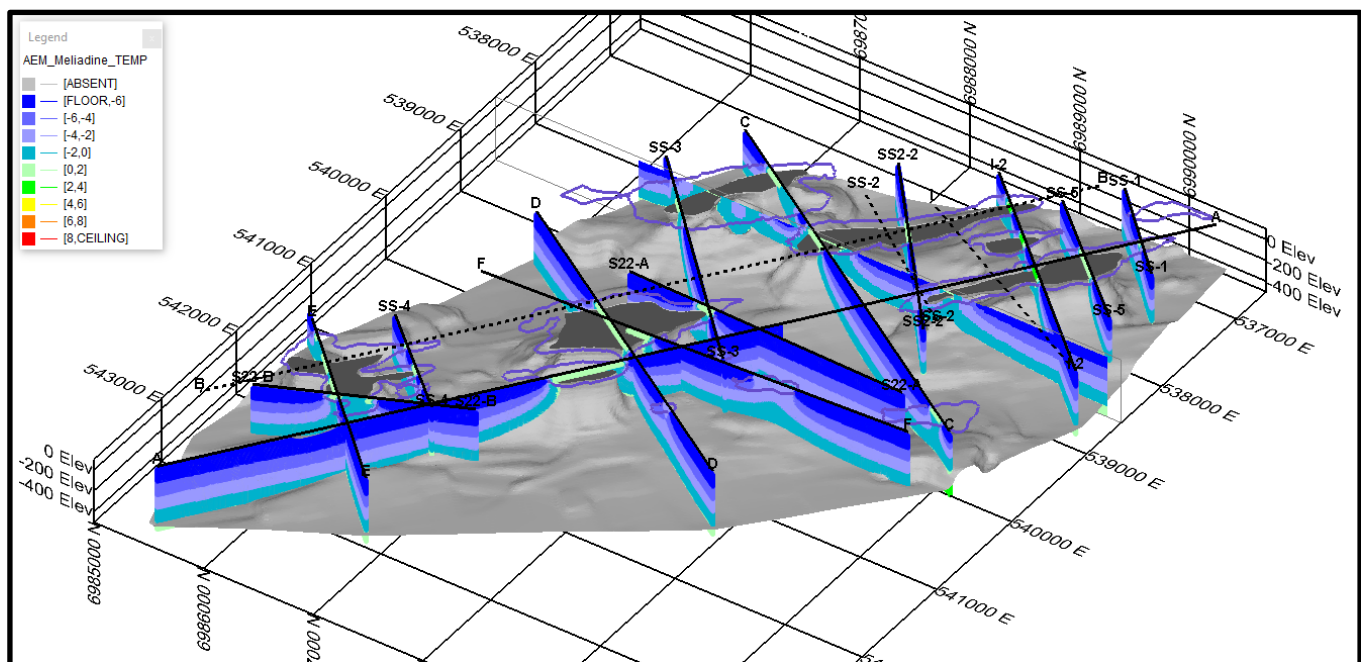 Legend
AEM_Meliadine_TEMP
[ABSENT]
[FLOOR,-6]
[-6,-4]
[-4,-2]
[-2,0]
[0,2]
[2,4]
[4,6]
[6,8]
[8,CEILING]
538000 E
539000 E
540000 E
541000 E
542000 E
543000 E
6988000 N
6989000 N
6990000 N
0 Elev
-200 Elev
-400 Elev
537000 E
538000 E
539000 E
540000 E
541000 E
0 Elev
-200 Elev
-400 Elev
6985000 N
6986000 N
C
SS-3
SS2-2
SS-2
I-2
SS-5
B
SS-1
A
D
F
S22-A
E
SS-4
B
S22-B
SS-3
SS2-2
SS-2
SS-1
SS-5
I-2
S22-A
F
C
SS-4
S22-B
A
E
D